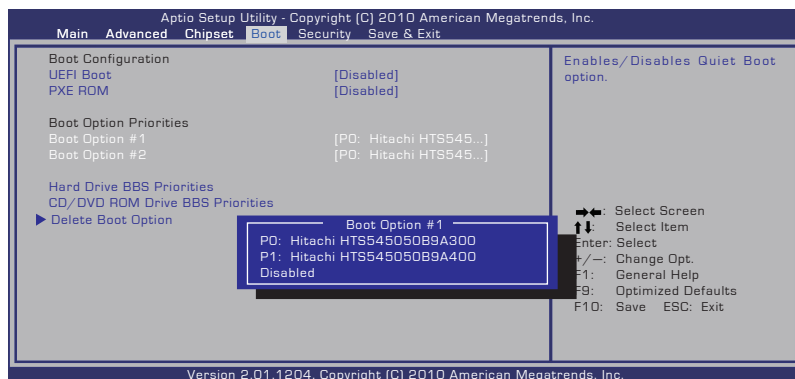 Aptio Setup Utility - Copyright (C) 2010 American Megatrends, Inc.
Main Advanced Chipset Boot Security Save & Exit
Boot Configuration
UEFI Boot [Disabled]
PXE ROM [Disabled]
Boot Option Priorities
Boot Option #1 [P0: Hitachi HTS545...]
Boot Option #2 [P0: Hitachi HTS545...]
Hard Drive BBS Priorities
CD/DVD ROM Drive BBS Priorities
Delete Boot Option
Boot Option #1
P0: Hitachi HTS545050B9A300
P1: Hitachi HTS545050B9A400
Disabled
Enables/Disables Quiet Boot
option.
→←: Select Screen
↑↓: Select Item
Enter: Select
+/—: Change Opt.
F1: General Help
F9: Optimized Defaults
F10: Save ESC: Exit
Version 2.01.1204. Copyright (C) 2010 American Megatrends, Inc.